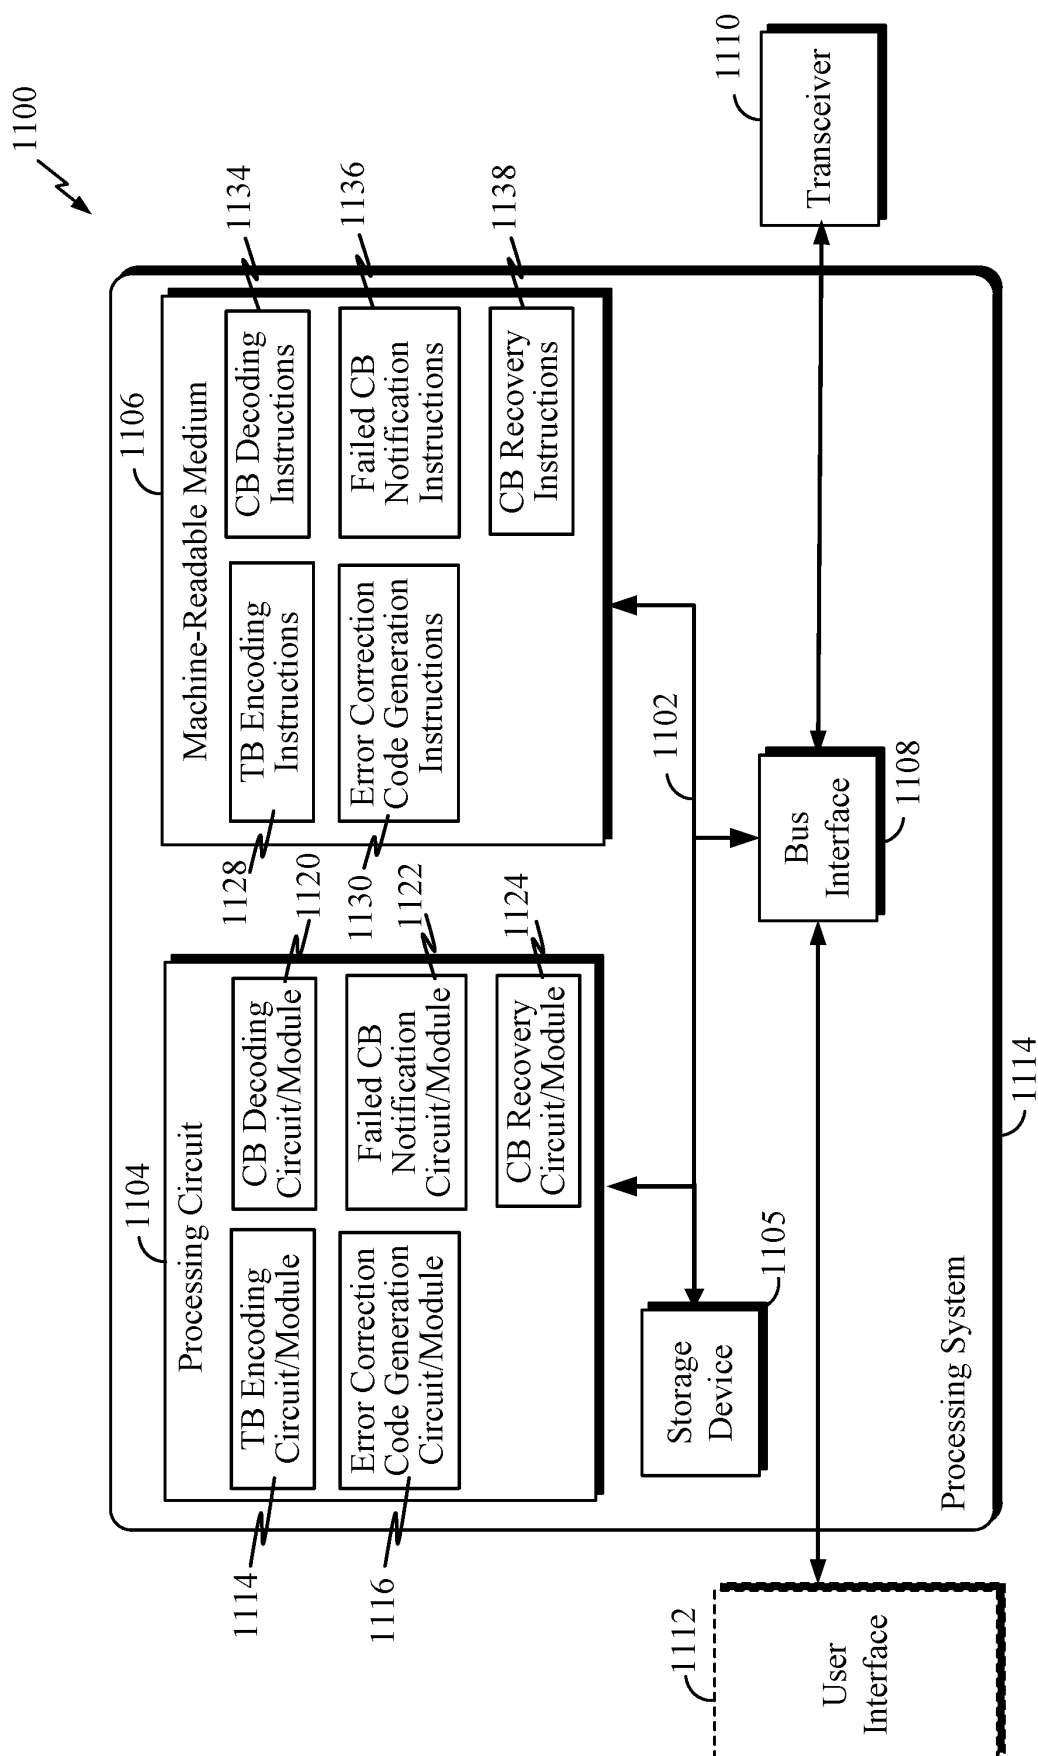 1100
1104
Processing Circuit
TB Encoding
Circuit/Module
1114
CB Decoding
Circuit/Module
1120
Error Correction
Code Generation
Circuit/Module
1116
Failed CB
Notification
Circuit/Module
1122
CB Recovery
Circuit/Module
1124
1106
Machine-Readable Medium
TB Encoding
Instructions
1128
CB Decoding
Instructions
1134
Error Correction
Code Generation
Instructions
1130
Failed CB
Notification
Instructions
1136
CB Recovery
Instructions
1138
Storage
Device
1105
1102
Bus
Interface
1108
Transceiver
1110
User
Interface
1112
Processing System
1114